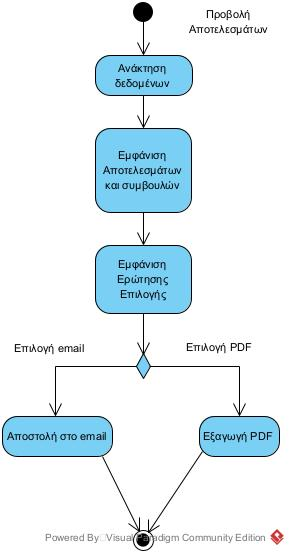 Προβολή
Αποτελεσμάτων
Ανάκτηση
δεδομένων
Εμφάνιση
Αποτελεσμάτων
και συμβουλών
Εμφάνιση
Ερώτησης
Επιλογής
Επιλογή email
Επιλογή PDF
Αποστολή στο email
Εξαγωγή PDF
Powered By Visual Paradigm Community Edition